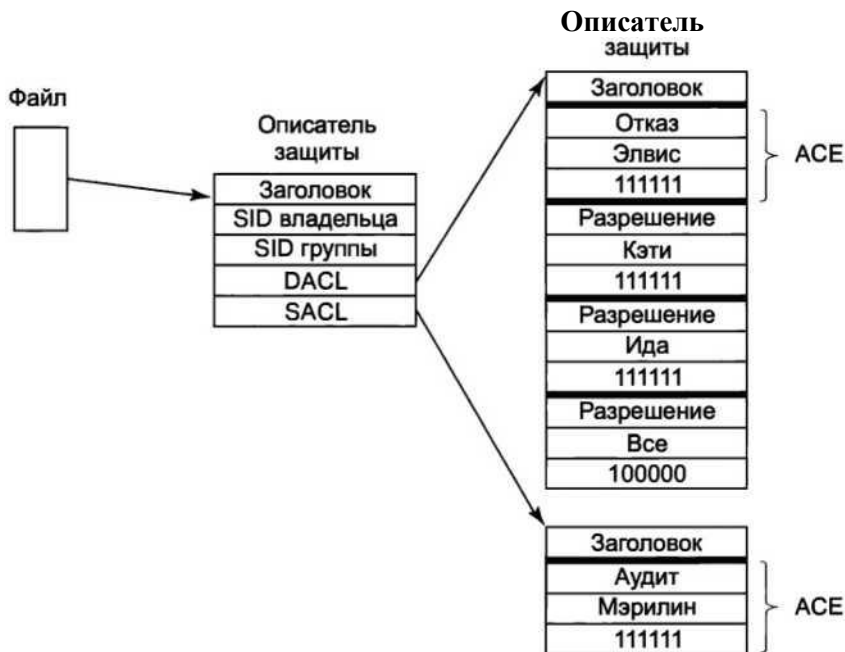 Файл
Описатель
защиты
Заголовок
SID владельца
SID группы
DACL
SACL
Описатель
защиты
Заголовок
Отказ
Элвис
111111
ACE
Разрешение
Кэти
111111
Разрешение
Ида
111111
Разрешение
Все
100000
Заголовок
Аудит
Мэрилин
111111
ACE